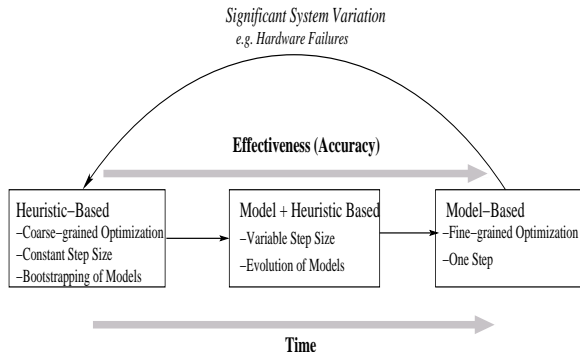 Significant System Variation
e.g. Hardware Failures
Effectiveness (Accuracy)
Heuristic–Based
–Coarse–grained Optimization
–Constant Step Size
–Bootstrapping of Models
Model + Heuristic Based
–Variable Step Size
–Evolution of Models
Model–Based
–Fine–grained Optimization
–One Step
Time